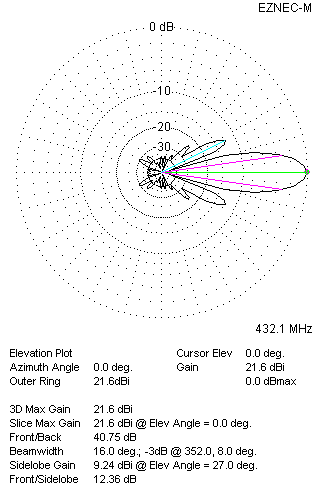 EZNEC-M
0 dB
-10
-20
-30
432.1 MHz
Elevation Plot Cursor Elev 0.0 deg.
Azimuth Angle 0.0 deg. Gain 21.6 dBi
Outer Ring 21.6dBi 0.0 dBmax
3D Max Gain 21.6 dBi
Slice Max Gain 21.6 dBi @ Elev Angle = 0.0 deg.
Front/Back 40.75 dB
Beamwidth 16.0 deg.; -3dB @ 352.0, 8.0 deg.
Sidelobe Gain 9.24 dBi @ Elev Angle = 27.0 deg.
Front/Sidelobe 12.36 dB